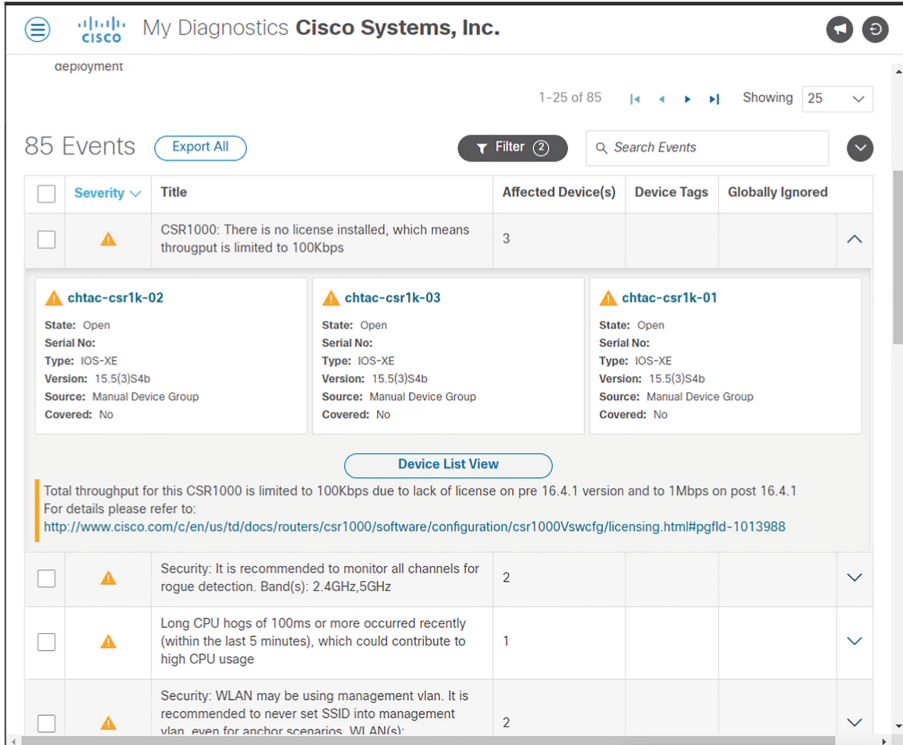 CISCO
My Diagnostics Cisco Systems, Inc.
deployment
1-25 of 85
Showing 25
85 Events
Export All
Filter 2
Search Events
Severity
Title
Affected Device(s)
Device Tags
Globally Ignored
CSR1000: There is no license installed, which means
througput is limited to 100Kbps
3
chtac-csr1k-02
State: Open
Serial No:
Type: IOS-XE
Version: 15.5(3)S4b
Source: Manual Device Group
Covered: No
chtac-csr1k-03
State: Open
Serial No:
Type: IOS-XE
Version: 15.5(3)S4b
Source: Manual Device Group
Covered: No
chtac-csr1k-01
State: Open
Serial No:
Type: IOS-XE
Version: 15.5(3)S4b
Source: Manual Device Group
Covered: No
Device List View
Total throughput for this CSR1000 is limited to 100Kbps due to lack of license on pre 16.4.1 version and to 1Mbps on post 16.4.1
For details please refer to:
http://www.cisco.com/c/en/us/td/docs/routers/csr1000/software/configuration/csr1000Vswcfg/licensing.html#pgfId-1013988
Security: It is recommended to monitor all channels for
rogue detection. Band(s): 2.4GHz,5GHz
2
Long CPU hogs of 100ms or more occurred recently
(within the last 5 minutes), which could contribute to
high CPU usage
1
Security: WLAN may be using management vlan. It is
recommended to never set SSID into management
vlan, even for anchor scenarios. WLAN(s):
2